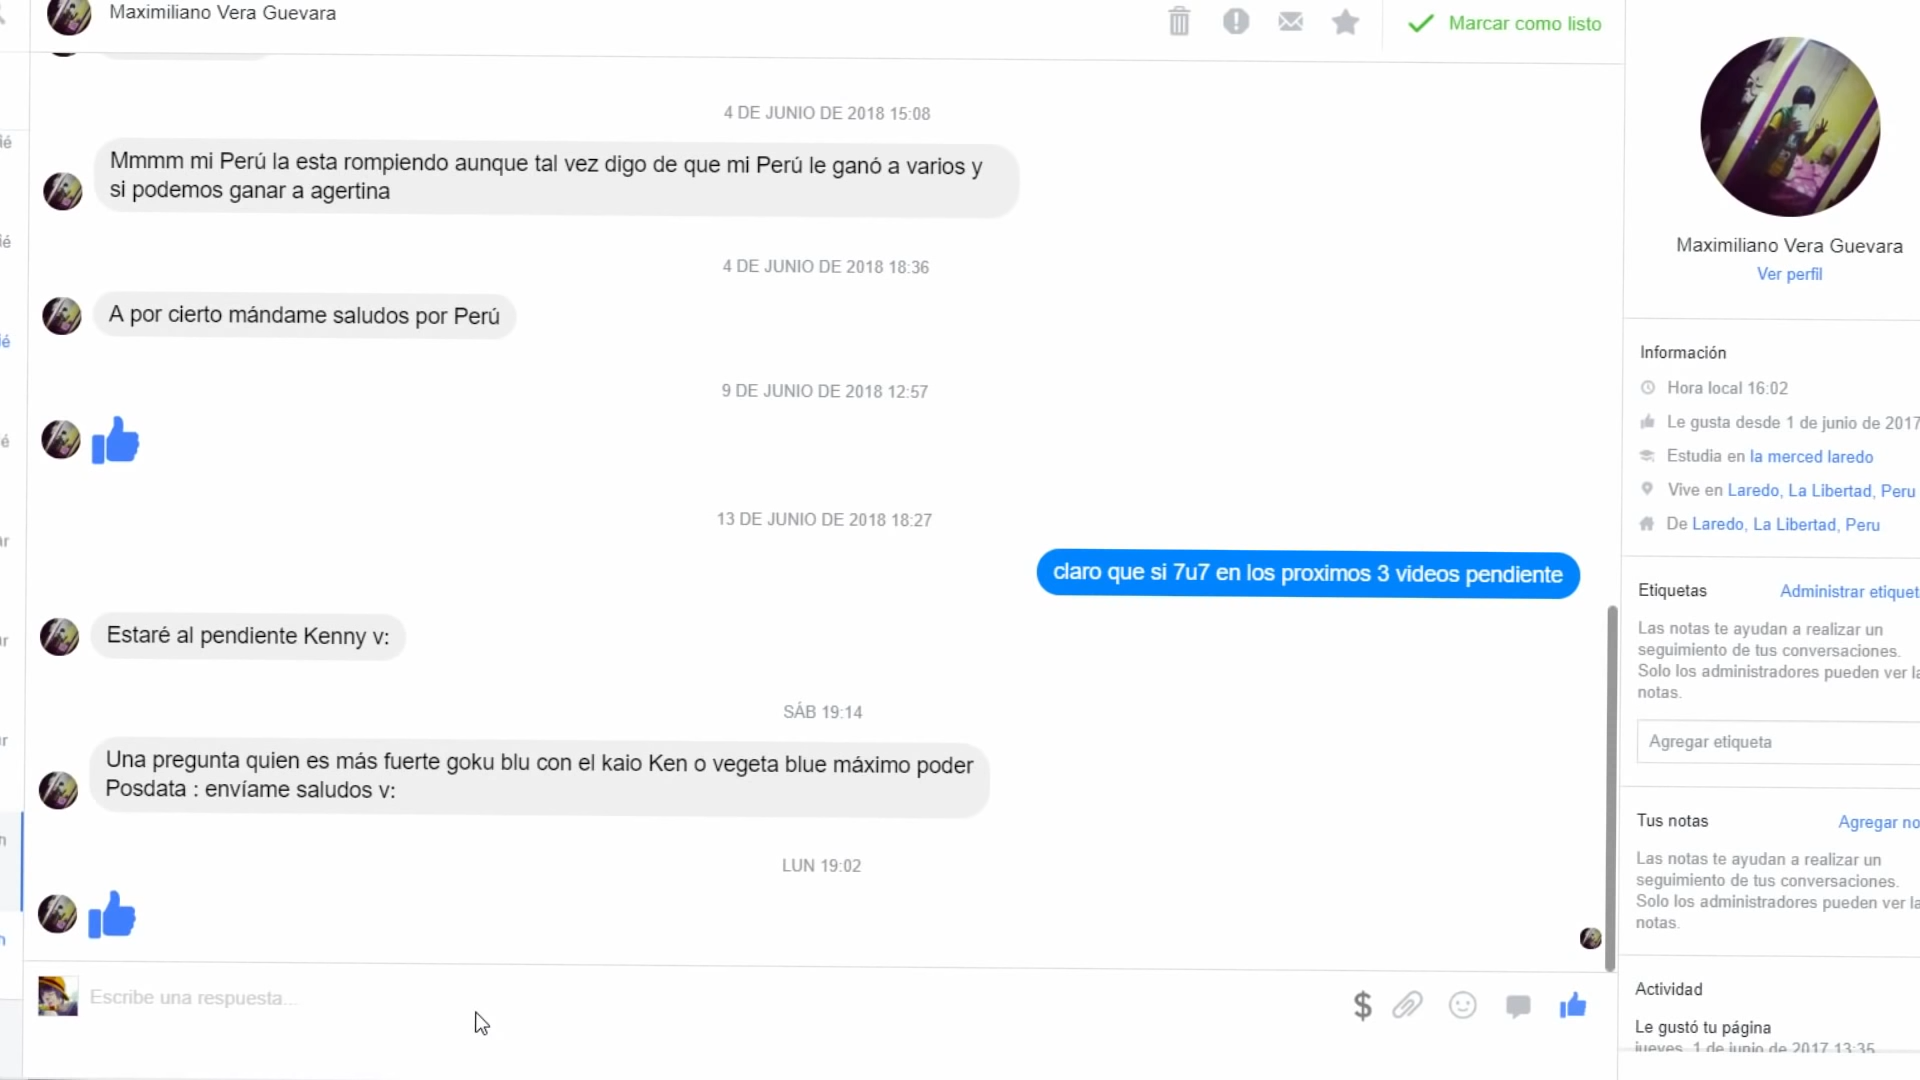 Maximiliano Vera Guevara
Marcar como listo
4 DE JUNIO DE 2018 15:08
Mmmm mi Perú la esta rompiendo aunque tal vez digo de que mi Perú le ganó a varios y
si podemos ganar a agertina
4 DE JUNIO DE 2018 18:36
A por cierto mándame saludos por Perú
9 DE JUNIO DE 2018 12:57
13 DE JUNIO DE 2018 18:27
claro que si 7u7 en los proximos 3 videos pendiente
Estaré al pendiente Kenny v:
SÁB 19:14
Una pregunta quien es más fuerte goku blu con el kaio Ken o vegeta blue máximo poder
Posdata : envíame saludos v:
LUN 19:02
Escribe una respuesta...
Maximiliano Vera Guevara
Ver perfil
Información
Hora local 16:02
Le gusta desde 1 de junio de 2017
Estudia en la merced laredo
Vive en Laredo, La Libertad, Peru
De Laredo, La Libertad, Peru
Etiquetas
Administrar etiquet
Las notas te ayudan a realizar un
seguimiento de tus conversaciones.
Solo los administradores pueden ver la
notas.
Agregar etiqueta
Tus notas
Agregar no
Las notas te ayudan a realizar un
seguimiento de tus conversaciones.
Solo los administradores pueden ver la
notas.
Actividad
Le gustó tu página
jueves, 1 de junio de 2017 13:35